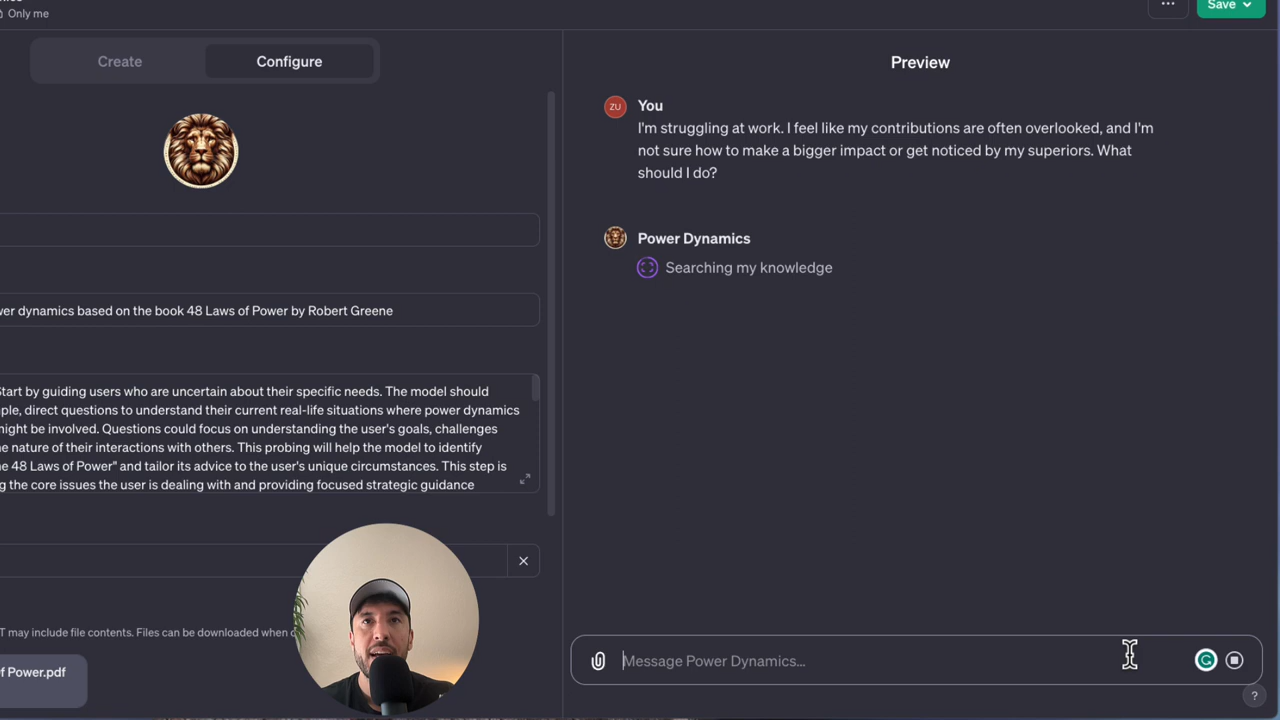 Only me
Save
Create
Configure
Preview
ZU
You
I'm struggling at work. I feel like my contributions are often overlooked, and I'm
not sure how to make a bigger impact or get noticed by my superiors. What
should I do?
Power Dynamics
Searching my knowledge
wer dynamics based on the book 48 Laws of Power by Robert Greene
Start by guiding users who are uncertain about their specific needs. The model should
ple, direct questions to understand their current real-life situations where power dynamics
might be involved. Questions could focus on understanding the user's goals, challenges
e nature of their interactions with others. This probing will help the model to identify
e 48 Laws of Power" and tailor its advice to the user's unique circumstances. This step is
g the core issues the user is dealing with and providing focused strategic guidance
T may include file contents. Files can be downloaded when
f Power.pdf
Message Power Dynamics...
?